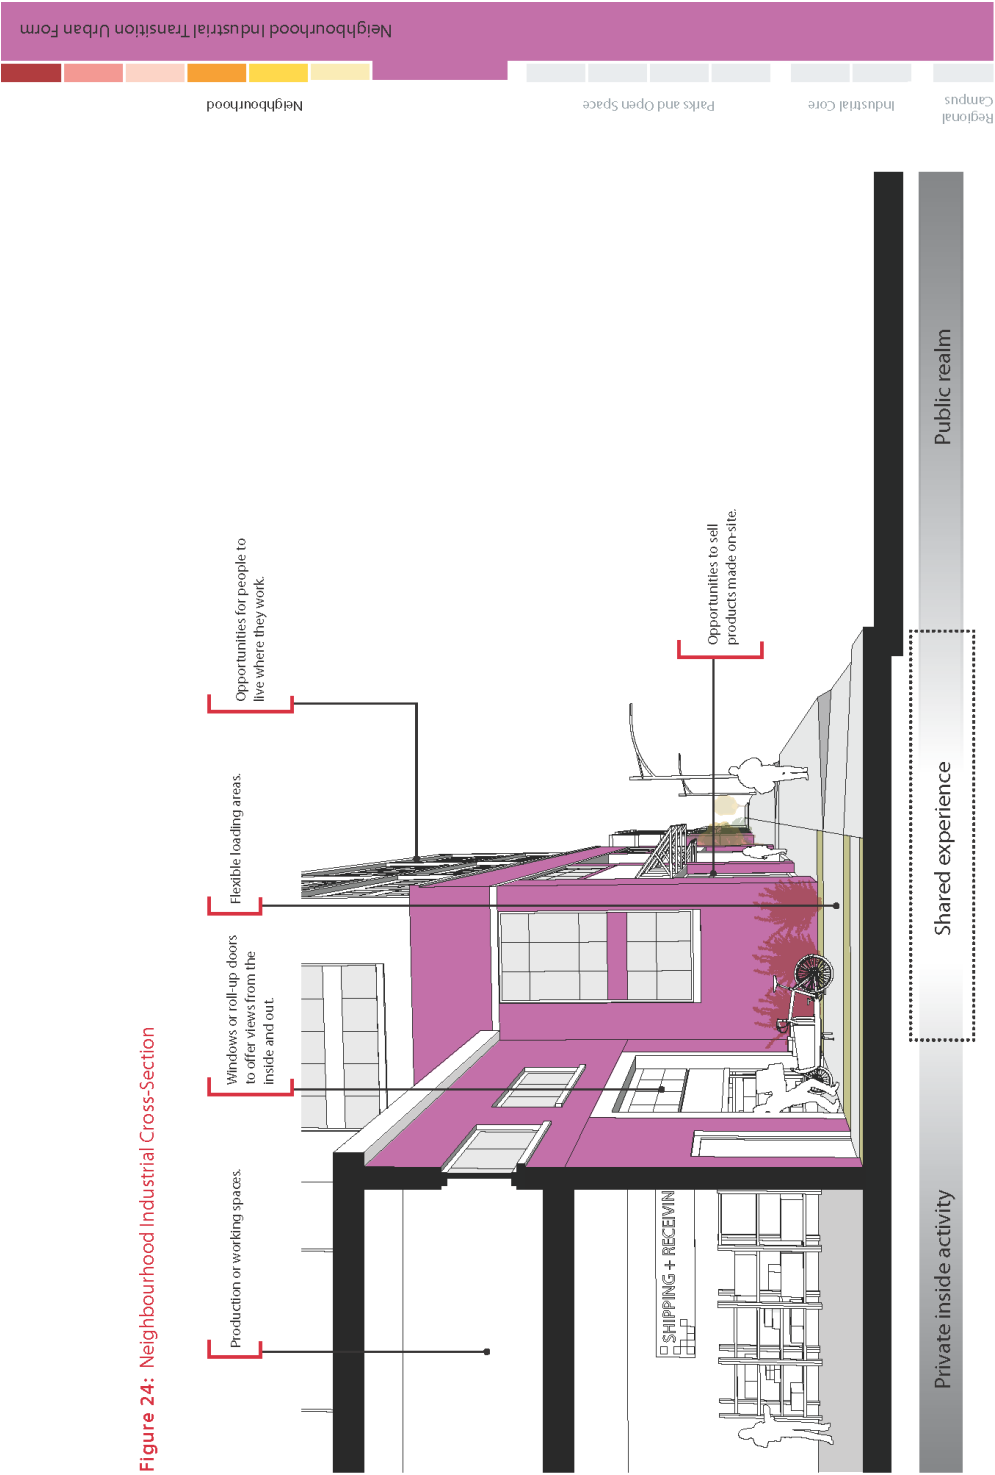 Neighbourhood Industrial Transition Urban Form
Neighbourhood
Parks and Open Space
Industrial Core
Regional
Campus
Figure 24: Neighbourhood Industrial Cross-Section
Production or working spaces.
Windows or roll-up doors
to offer views from the
inside and out.
Flexible loading areas.
Opportunities for people to
live where they work.
Opportunities to sell
products made on-site.
SHIPPING + RECEIVIN
Private inside activity
Shared experience
Public realm